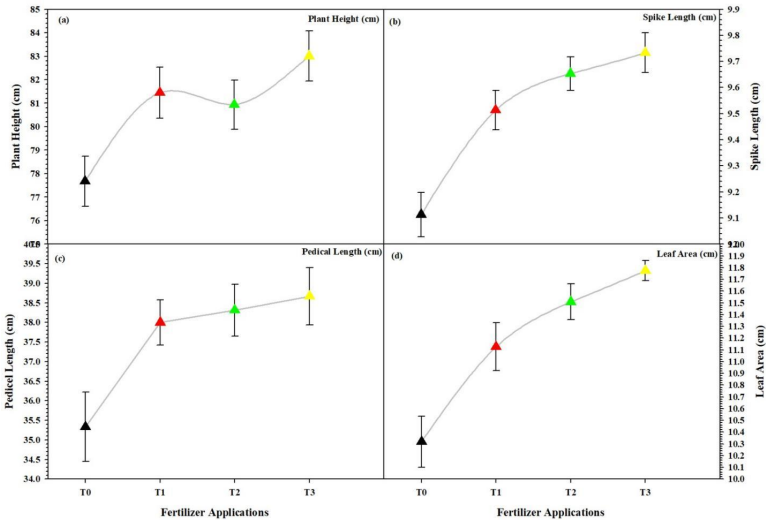 (a)
Plant Height (cm)
Plant Height (cm)
85
84
83
82
81
80
79
78
77
76
(b)
Spike Length (cm)
Spike Length (cm)
9.9
9.8
9.7
9.6
9.5
9.4
9.3
9.2
9.1
(c)
Pedical Length (cm)
Pedicel Length (cm)
39.5
39.0
38.5
38.0
37.5
37.0
36.5
36.0
35.5
35.0
34.5
34.0
T0
T1
T2
T3
Fertilizer Applications
(d)
Leaf Area (cm)
Leaf Area (cm)
11.9
11.8
11.7
11.6
11.5
11.4
11.3
11.2
11.1
11.0
10.9
10.8
10.7
10.6
10.5
10.4
10.3
10.2
10.1
10.0
T0
T1
T2
T3
Fertilizer Applications